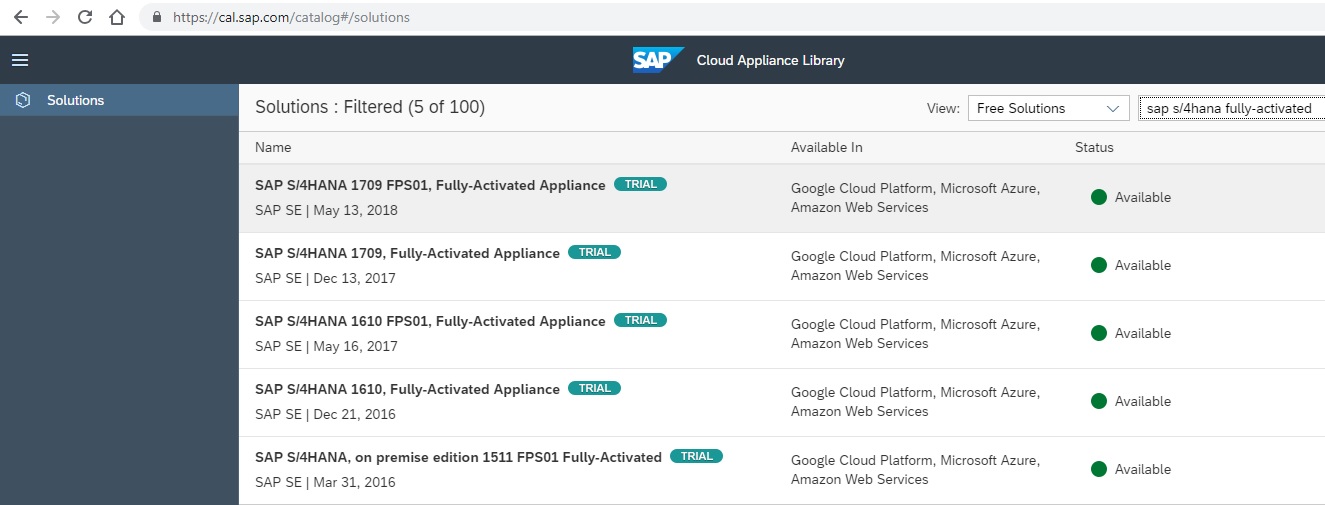 https://cal.sap.com/catalog#/solutions
SAP Cloud Appliance Library
Solutions
Solutions : Filtered (5 of 100) View: Free Solutions sap s/4hana fully-activated
Name Available In Status
SAP S/4HANA 1709 FPS01, Fully-Activated Appliance TRIAL
SAP SE | May 13, 2018
Google Cloud Platform, Microsoft Azure,
Amazon Web Services
Available
SAP S/4HANA 1709, Fully-Activated Appliance TRIAL
SAP SE | Dec 13, 2017
Google Cloud Platform, Microsoft Azure,
Amazon Web Services
Available
SAP S/4HANA 1610 FPS01, Fully-Activated Appliance TRIAL
SAP SE | May 16, 2017
Google Cloud Platform, Microsoft Azure,
Amazon Web Services
Available
SAP S/4HANA 1610, Fully-Activated Appliance TRIAL
SAP SE | Dec 21, 2016
Google Cloud Platform, Microsoft Azure,
Amazon Web Services
Available
SAP S/4HANA, on premise edition 1511 FPS01 Fully-Activated TRIAL
SAP SE | Mar 31, 2016
Google Cloud Platform, Microsoft Azure,
Amazon Web Services
Available